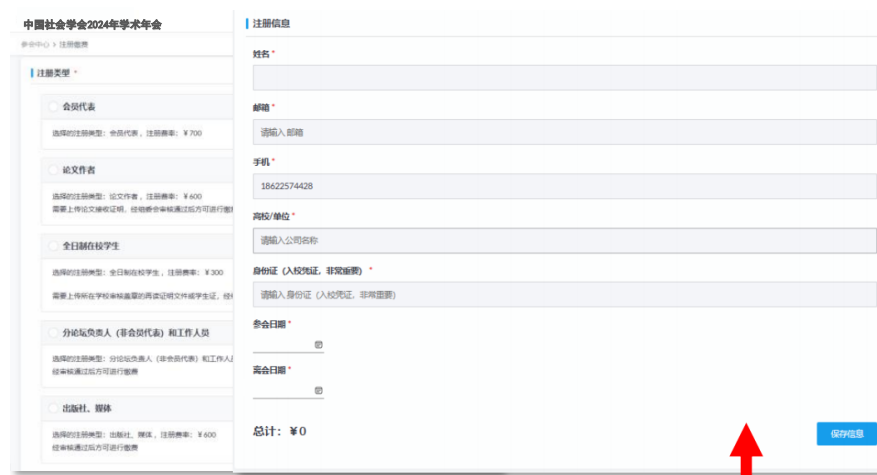 中国社会学会2024年学术年会
参会中心 > 注册缴费
注册类型 *
会员代表
选择的注册类型：会员代表，注册费率：￥700
论文作者
选择的注册类型：论文作者，注册费率：￥600
需要上传论文接收证明，经组委会审核通过后方可进行缴
全日制在校学生
选择的注册类型：全日制在校学生，注册费率：￥300
需要上传所在学校审核盖章的再读证明文件或学生证，经
分论坛负责人（非会员代表）和工作人员
选择的注册类型：分论坛负责人（非会员代表）和工作人员
经审核通过后方可进行缴费
出版社、媒体
选择的注册类型：出版社、媒体，注册费率：￥600
经审核通过后方可进行缴费
注册信息
姓名 *
邮箱 *
请输入 邮箱
手机 *
18622574428
高校/单位 *
请输入公司名称
身份证（入校凭证，非常重要） *
请输入 身份证（入校凭证，非常重要）
参会日期 *
离会日期 *
总计：￥0
保存信息